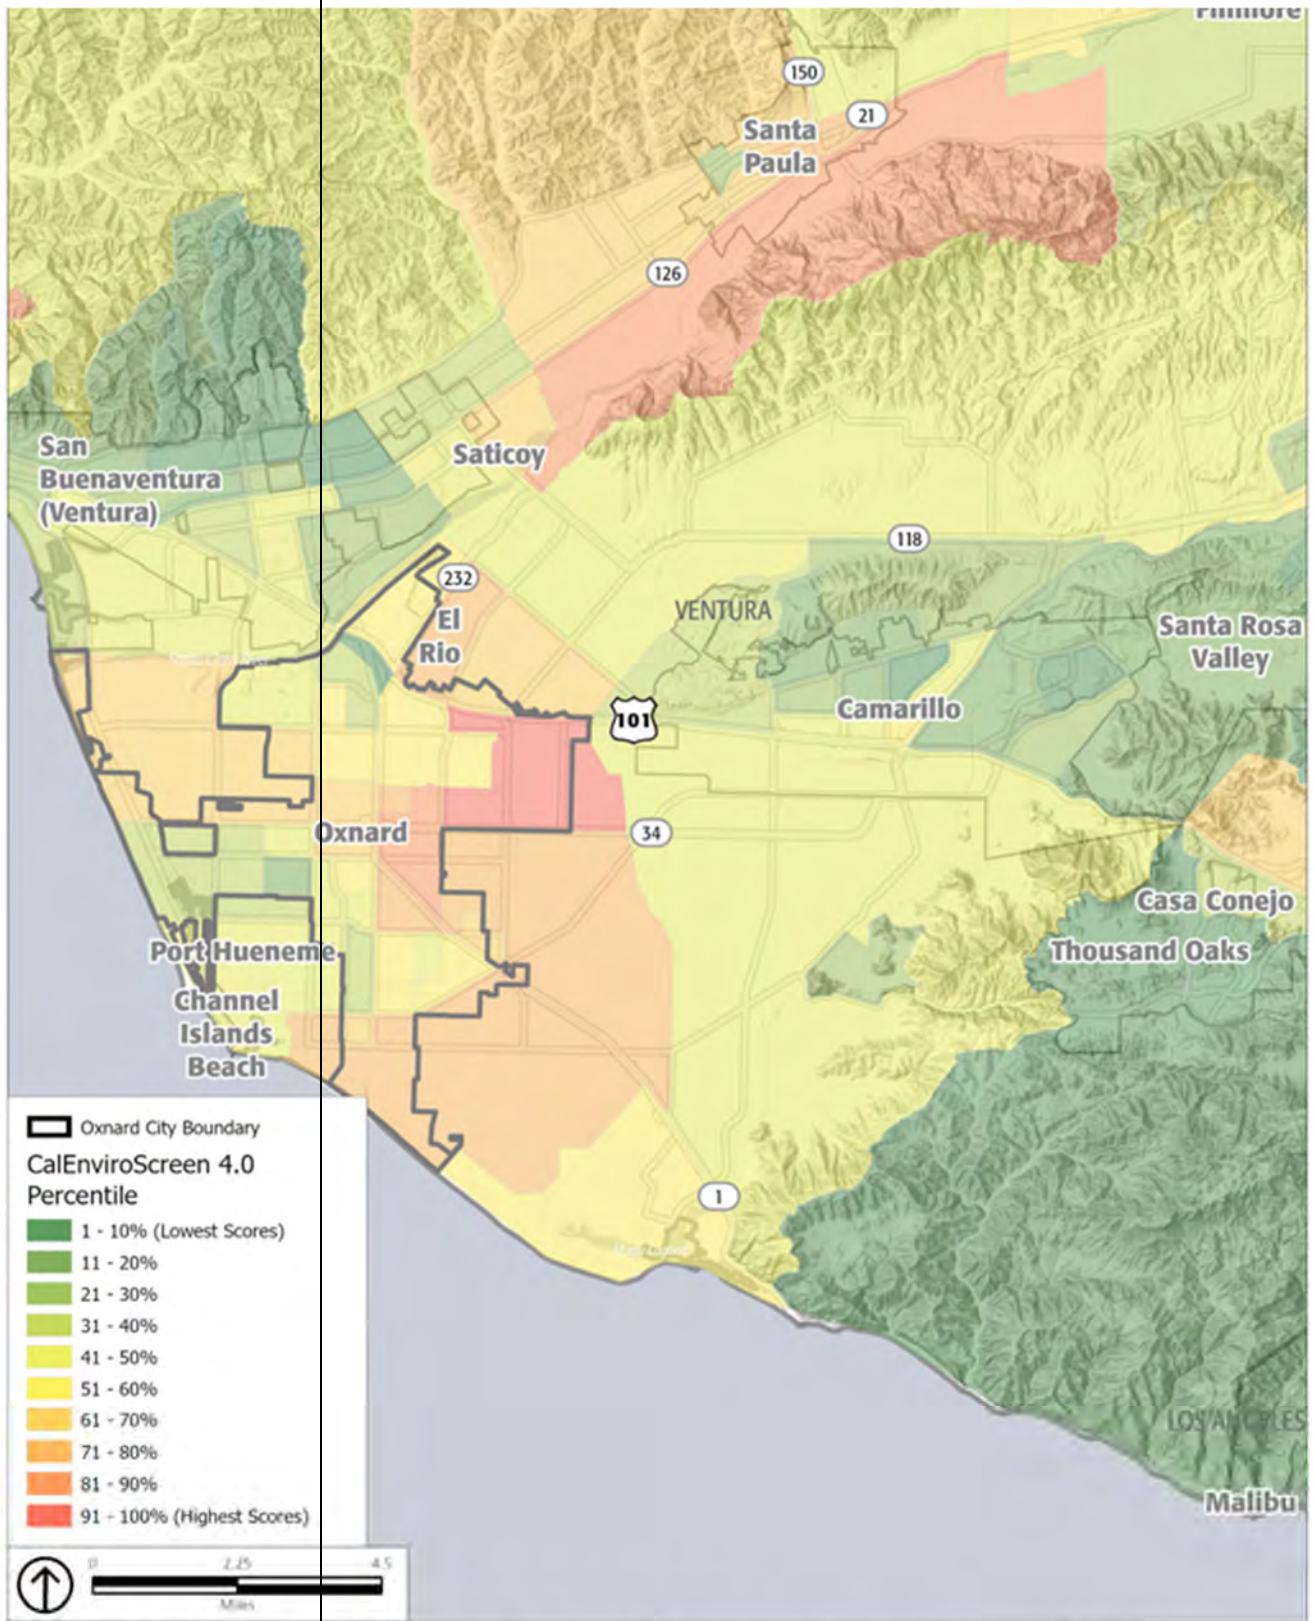 Fillmore
150
21
Santa
Paula
126
San
Buenaventura
(Ventura)
Saticoy
118
232
El
Rio
VENTURA
Santa Rosa
Valley
101
Camarillo
Oxnard
34
Casa Conejo
Port Hueneme
Thousand Oaks
Channel
Islands
Beach
1
LOS ANGELES
Malibu
Oxnard City Boundary
CalEnviroScreen 4.0
Percentile
1 - 10% (Lowest Scores)
11 - 20%
21 - 30%
31 - 40%
41 - 50%
51 - 60%
61 - 70%
71 - 80%
81 - 90%
91 - 100% (Highest Scores)
0 2.25 4.5
Miles